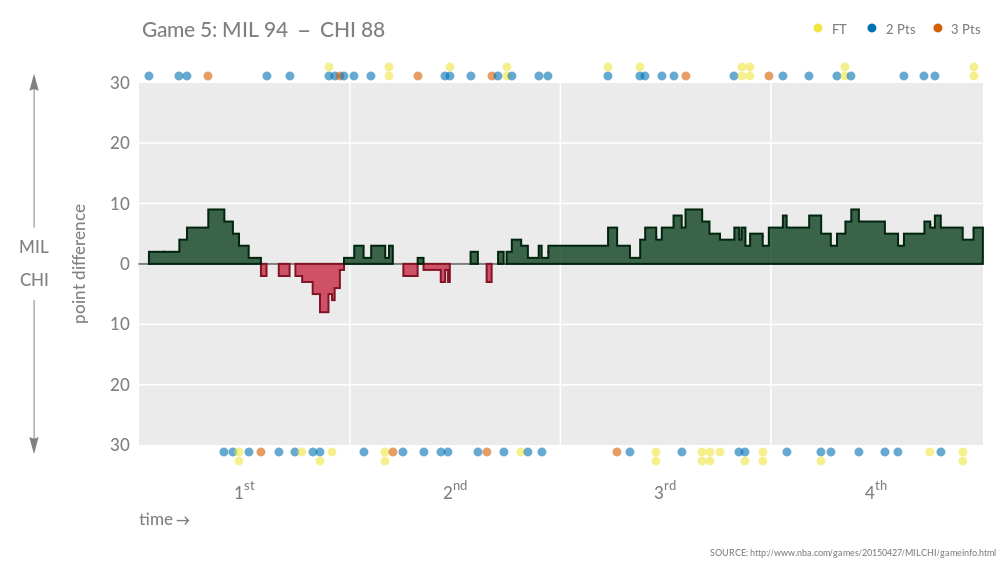 Game 5: MIL 94 – CHI 88
FT 2 Pts 3 Pts
30
20
10
0
10
20
30
MIL
CHI
point difference
1st 2nd 3rd 4th
time→
SOURCE: http://www.nba.com/games/20150427/MILCHI/gameinfo.html